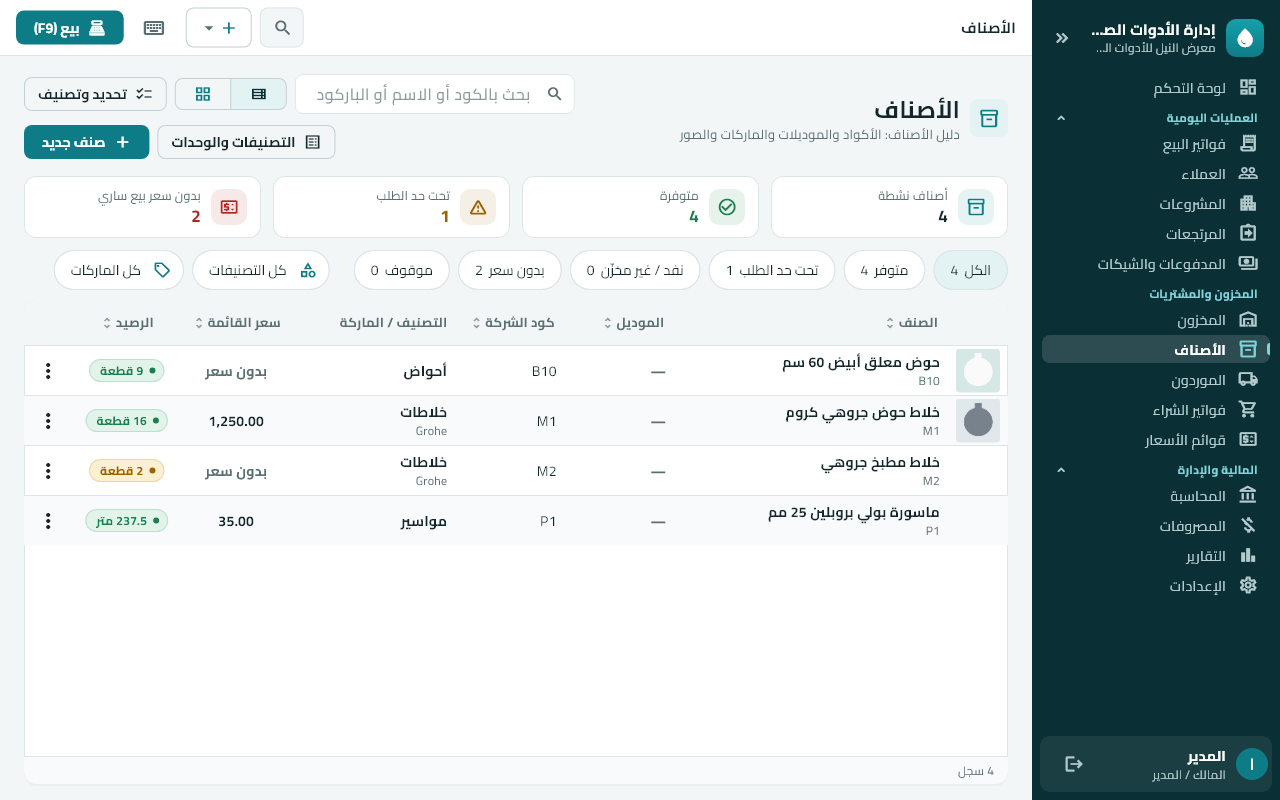 إدارة الأدوات الصـ...
معرض النيل للأدوات الـ...
لوحة التحكم
العمليات اليومية
فواتير البيع
العملاء
المشروعات
المرتجعات
المدفوعات والشيكات
المخزون والمشتريات
المخزون
الأصناف
الموردون
فواتير الشراء
قوائم الأسعار
المالية والإدارة
المحاسبة
المصروفات
التقارير
الإعدادات
ا
المدير
المالك / المدير
الأصناف
بيع (F9)
الأصناف
دليل الأصناف: الأكواد والموديلات والماركات والصور
بحث بالكود أو الاسم أو الباركود
تحديد وتصنيف
التصنيفات والوحدات
صنف جديد
أصناف نشطة
4
متوفرة
4
تحت حد الطلب
1
بدون سعر بيع ساري
2
الكل 4
متوفر 4
تحت حد الطلب 1
نفد / غير مخزّن 0
بدون سعر 2
موقوف 0
كل التصنيفات
كل الماركات
الصنف الموديل كود الشركة التصنيف / الماركة سعر القائمة الرصيد
حوض معلق أبيض 60 سم — B10 أحواض بدون سعر 9 قطعة
B10
خلاط حوض جروهي كروم — M1 خلاطات 1,250.00 16 قطعة
M1 Grohe
خلاط مطبخ جروهي — M2 خلاطات بدون سعر 2 قطعة
M2 Grohe
ماسورة بولي بروبلين 25 مم — P1 مواسير 35.00 237.5 متر
P1
4 سجل